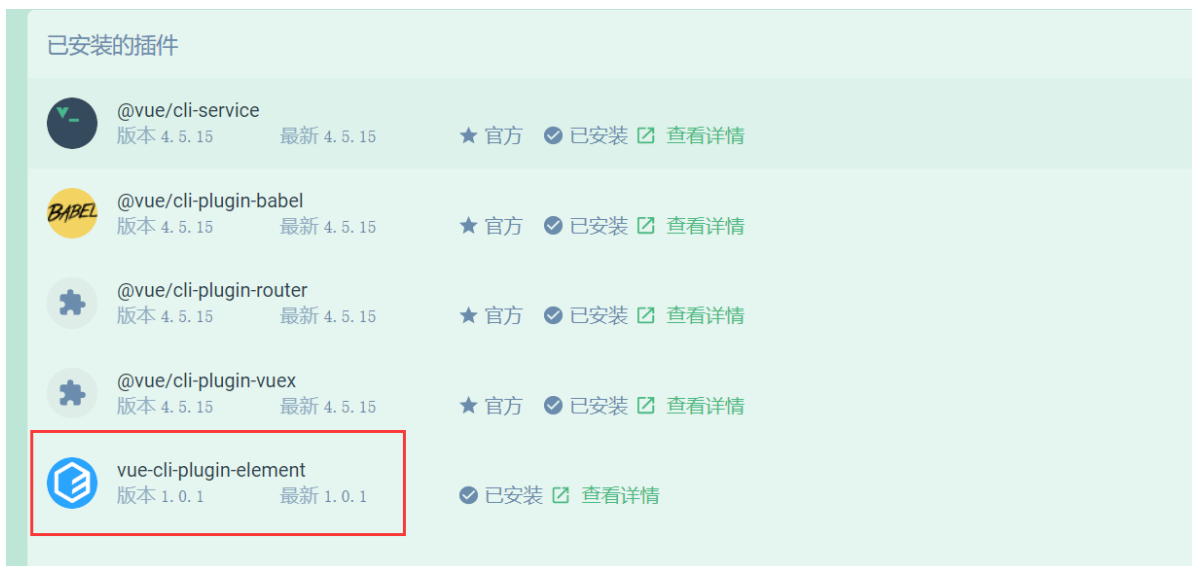 已安装的插件
@vue/cli-service
版本 4.5.15 最新 4.5.15 官方 已安装 查看详情
BABEL
@vue/cli-plugin-babel
版本 4.5.15 最新 4.5.15 官方 已安装 查看详情
@vue/cli-plugin-router
版本 4.5.15 最新 4.5.15 官方 已安装 查看详情
@vue/cli-plugin-vuex
版本 4.5.15 最新 4.5.15 官方 已安装 查看详情
vue-cli-plugin-element
版本 1.0.1 最新 1.0.1 已安装 查看详情